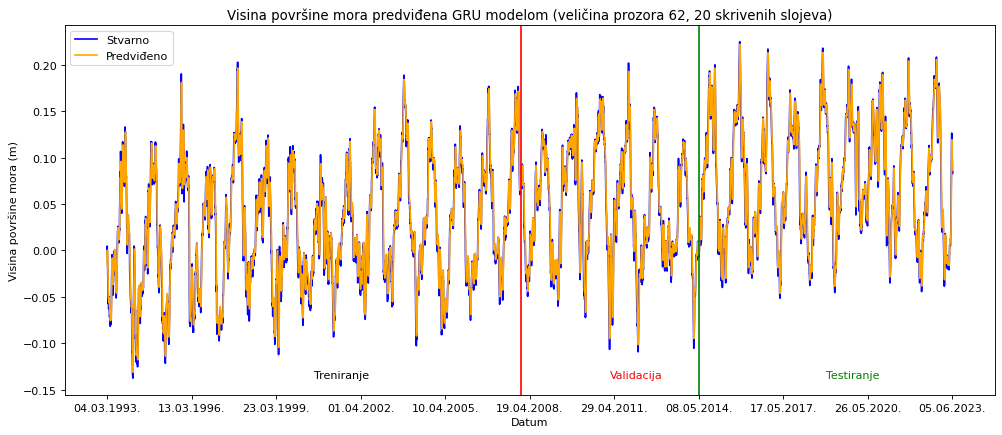 Visina površine mora predviđena GRU modelom (veličina prozora 62, 20 skrivenih slojeva)
Stvarno
Predviđeno
Visina površine mora (m)
0.20
0.15
0.10
0.05
0.00
−0.05
−0.10
−0.15
Treniranje
Validacija
Testiranje
04.03.1993.
13.03.1996.
23.03.1999.
01.04.2002.
10.04.2005.
19.04.2008.
29.04.2011.
08.05.2014.
17.05.2017.
26.05.2020.
05.06.2023.
Datum